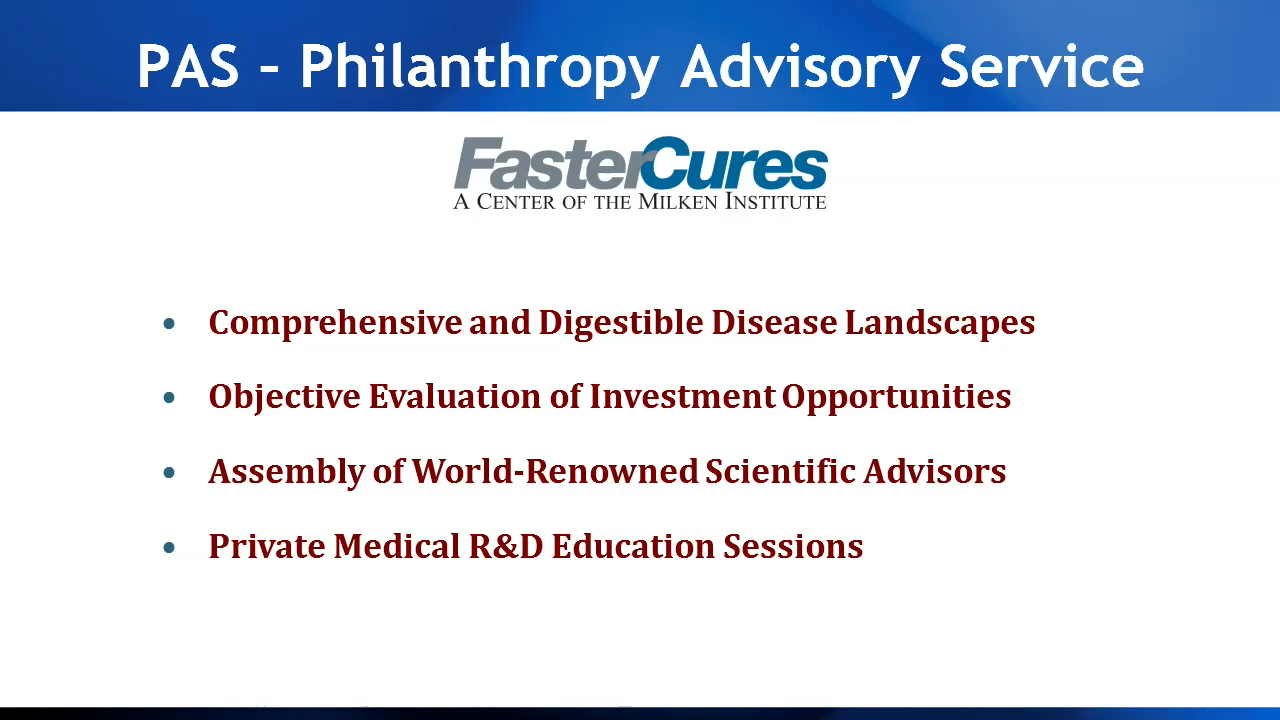 PAS – Philanthropy Advisory Service
FasterCures
A CENTER OF THE MILKEN INSTITUTE
• Comprehensive and Digestible Disease Landscapes
• Objective Evaluation of Investment Opportunities
• Assembly of World-Renowned Scientific Advisors
• Private Medical R&D Education Sessions